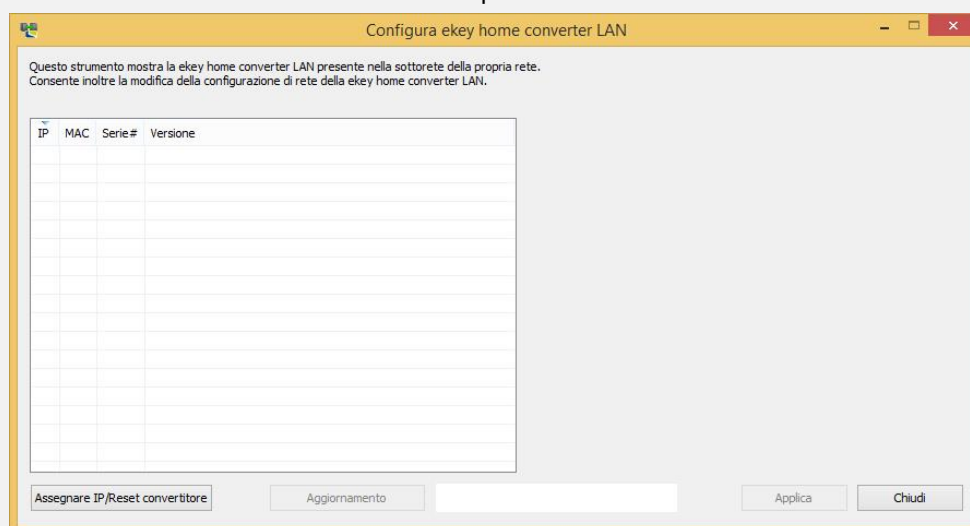 Configura ekey home converter LAN
Questo strumento mostra la ekey home converter LAN presente nella sottorete della propria rete.
Consente inoltre la modifica della configurazione di rete della ekey home converter LAN.
IP MAC Serie# Versione
Assegnare IP/Reset convertitore Aggiornamento Applica Chiudi